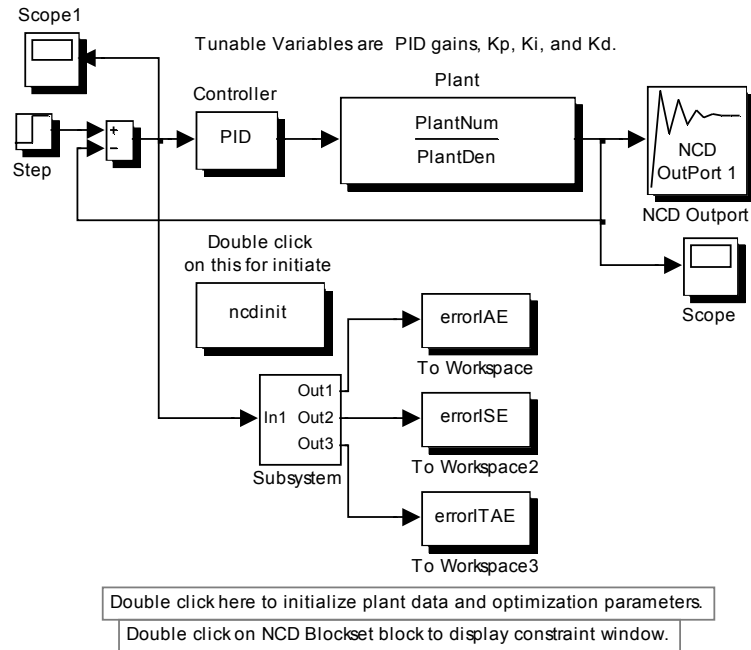 Scope1
Tunable Variables are PID gains, Kp, Ki, and Kd.
Plant
Controller
PlantNum
PlantDen
PID
+
−
Step
NCD
OutPort 1
NCD Outport
Double click
on this for initiate
ncdinit
Scope
errorIAE
To Workspace
Out1
In1 Out2
Out3
Subsystem
errorISE
To Workspace2
errorITAE
To Workspace3
Double click here to initialize plant data and optimization parameters.
Double click on NCD Blockset block to display constraint window.